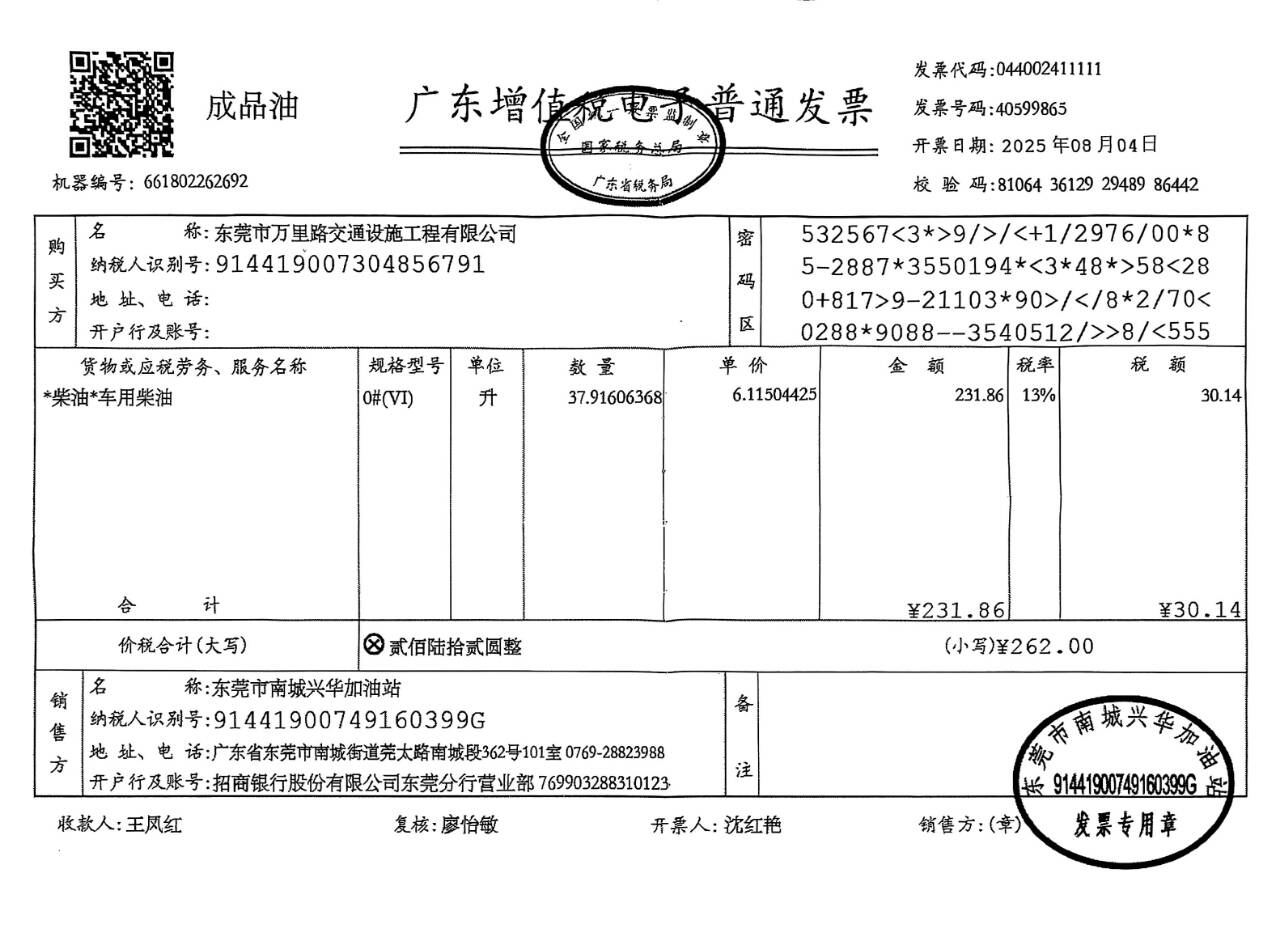 成品油
广东增值税电子普通发票
全国统一发票监制章
国家税务总局
广东省税务局
发票代码:044002411111
发票号码:40599865
开票日期: 2025 年08 月04 日
校 验 码:81064 36129 29489 86442
机器编号: 661802262692
购买方
名 称: 东莞市万里路交通设施工程有限公司
纳税人识别号: 914419007304856791
地 址、电 话:
开户行及账号:
密码区
532567<3*>9/>/<+1/2976/00*8
5-2887*3550194*<3*48*>58<28
0+817>9-21103*90>/</8*2/70<
0288*9088--3540512/>>8/<555
货物或应税劳务、服务名称 规格型号 单位 数 量 单 价 金 额 税率 税 额
*柴油*车用柴油 0#(VI) 升 37.91606368 6.11504425 231.86 13% 30.14
合 计 ¥231.86 ¥30.14
价税合计(大写) ⊗ 贰佰陆拾贰圆整 (小写)¥262.00
销售方
名 称:东莞市南城兴华加油站
纳税人识别号:91441900749160399G
地 址、电 话:广东省东莞市南城街道莞太路南城段362号101室 0769-28823988
开户行及账号:招商银行股份有限公司东莞分行营业部 769903288310123
备注
收款人: 王凤红 复核: 廖怡敏 开票人: 沈红艳 销售方: (章)
东莞市南城兴华加油站
91441900749160399G
发票专用章